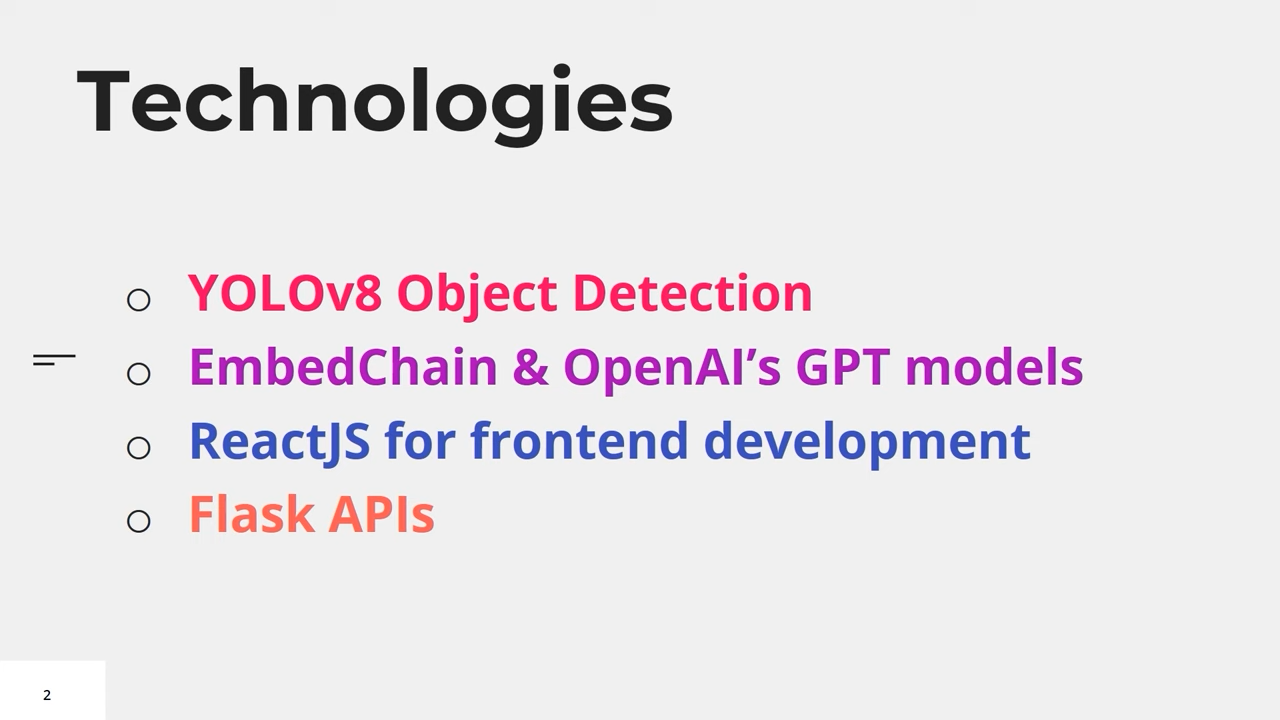 Technologies
YOLOv8 Object Detection
EmbedChain & OpenAI’s GPT models
ReactJS for frontend development
Flask APIs
2